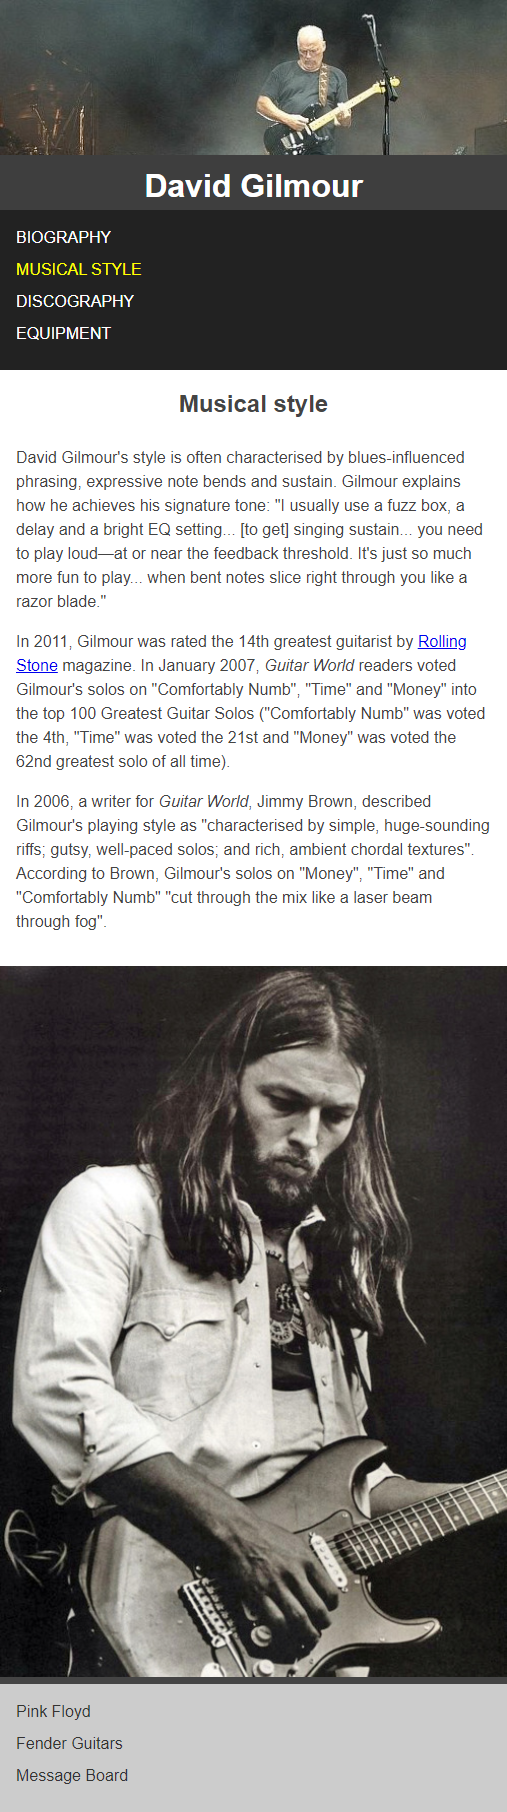 David Gilmour
BIOGRAPHY
MUSICAL STYLE
DISCOGRAPHY
EQUIPMENT
Musical style
David Gilmour's style is often characterised by blues-influenced
phrasing, expressive note bends and sustain. Gilmour explains
how he achieves his signature tone: "I usually use a fuzz box, a
delay and a bright EQ setting... [to get] singing sustain... you need
to play loud—at or near the feedback threshold. It's just so much
more fun to play... when bent notes slice right through you like a
razor blade."
In 2011, Gilmour was rated the 14th greatest guitarist by Rolling
Stone magazine. In January 2007, Guitar World readers voted
Gilmour's solos on "Comfortably Numb", "Time" and "Money" into
the top 100 Greatest Guitar Solos ("Comfortably Numb" was voted
the 4th, "Time" was voted the 21st and "Money" was voted the
62nd greatest solo of all time).
In 2006, a writer for Guitar World, Jimmy Brown, described
Gilmour's playing style as "characterised by simple, huge-sounding
riffs; gutsy, well-paced solos; and rich, ambient chordal textures".
According to Brown, Gilmour's solos on "Money", "Time" and
"Comfortably Numb" "cut through the mix like a laser beam
through fog".
Pink Floyd
Fender Guitars
Message Board